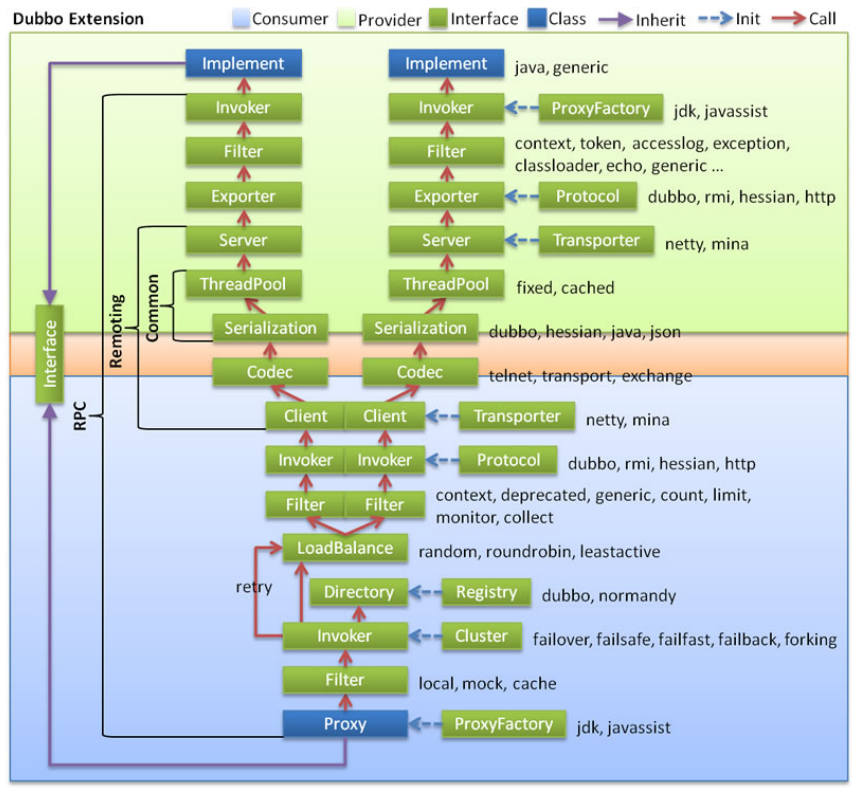 Dubbo Extension
Consumer Provider Interface Class Inherit Init Call
Implement Implement java, generic
Invoker Invoker ProxyFactory jdk, javassist
Filter Filter context, token, accesslog, exception,
classloader, echo, generic ...
Exporter Exporter Protocol dubbo, rmi, hessian, http
Server Server Transporter netty, mina
ThreadPool ThreadPool fixed, cached
Serialization Serialization dubbo, hessian, java, json
Codec Codec telnet, transport, exchange
Interface
RPC
Remoting
Common
Client Client Transporter netty, mina
Invoker Invoker Protocol dubbo, rmi, hessian, http
Filter Filter context, deprecated, generic, count, limit,
monitor, collect
LoadBalance random, roundrobin, leastactive
retry
Directory Registry dubbo, normandy
Invoker Cluster failover, failsafe, failfast, failback, forking
Filter local, mock, cache
Proxy ProxyFactory jdk, javassist